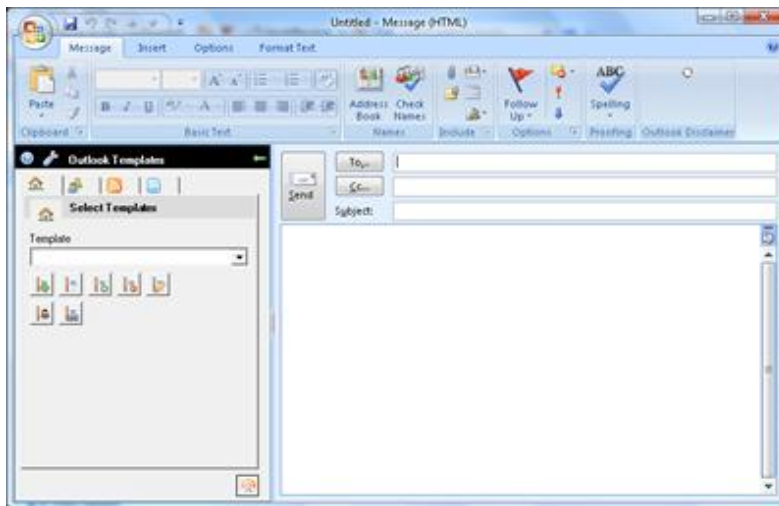 Untitled - Message (HTML)
Message Insert Options Format Text
Paste
Address Book
Check Names
Follow Up
ABC
Spelling
Clipboard Basic Text Names Include Options Proofing Outlook Disclaimer
Outlook Templates
Select Templates
Template
Send
To...
Cc...
Subject: